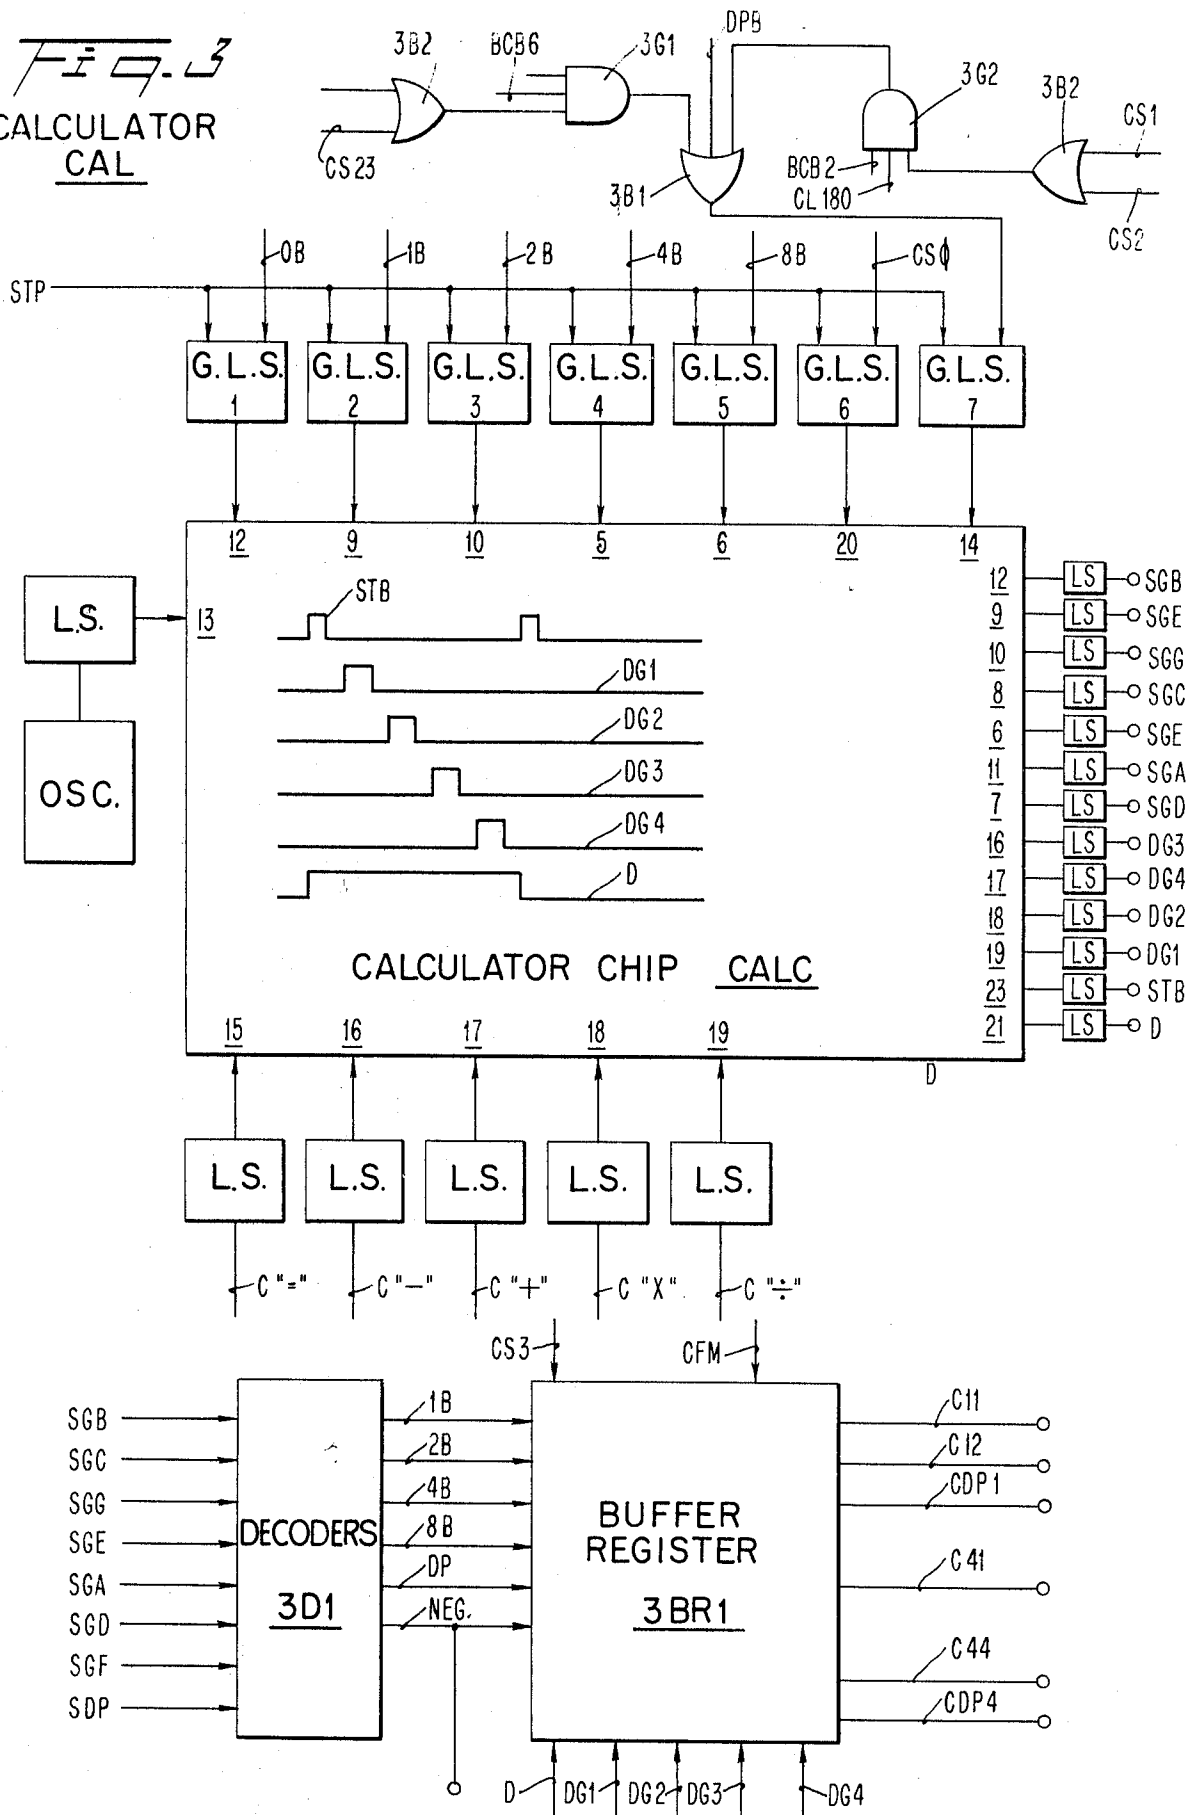 Fig. 3
CALCULATOR
CAL
3B2
BCB6
3G1
DPB
3G2
3B2
CS1
CS23
3B1
BCB2
CL180
CS2
STP
0B
1B
2B
4B
8B
CSϕ
G.L.S.
1
G.L.S.
2
G.L.S.
3
G.L.S.
4
G.L.S.
5
G.L.S.
6
G.L.S.
7
12
9
10
5
6
20
14
L.S.
13
OSC.
STB
DG1
DG2
DG3
DG4
D
12 LS SGB
9 LS SGE
10 LS SGG
8 LS SGC
6 LS SGE
11 LS SGA
7 LS SGD
16 LS DG3
17 LS DG4
18 LS DG2
19 LS DG1
23 LS STB
21 LS D
CALCULATOR CHIP CALC
15
16
17
18
19
D
L.S.
L.S.
L.S.
L.S.
L.S.
C "="
C "—"
C "+"
C "X"
C "÷"
CS3
CFM
SGB
SGC
SGG
SGE
SGA
SGD
SGF
SDP
DECODERS
3D1
1B
2B
4B
8B
DP
NEG.
BUFFER
REGISTER
3BR1
C11
C12
CDP1
C41
C44
CDP4
D
DG1
DG2
DG3
DG4